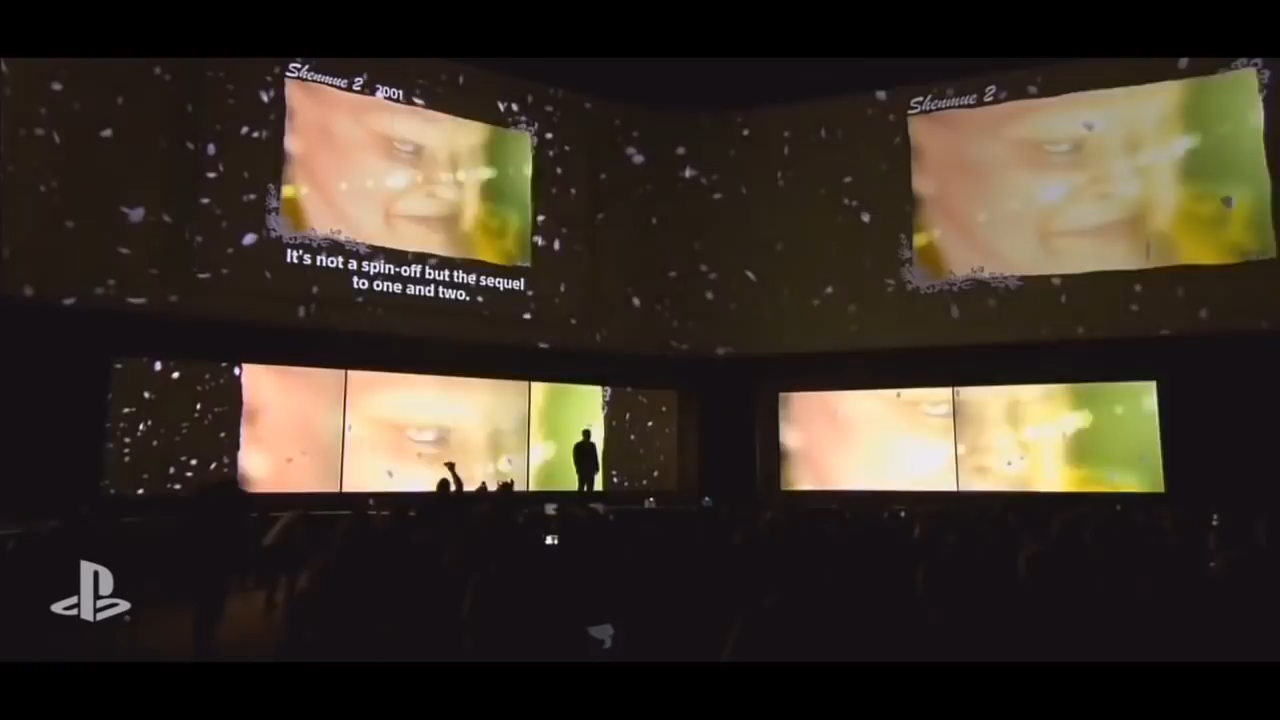 Shenmue 2 2001
Shenmue 2
It's not a spin-off but the sequel
to one and two.